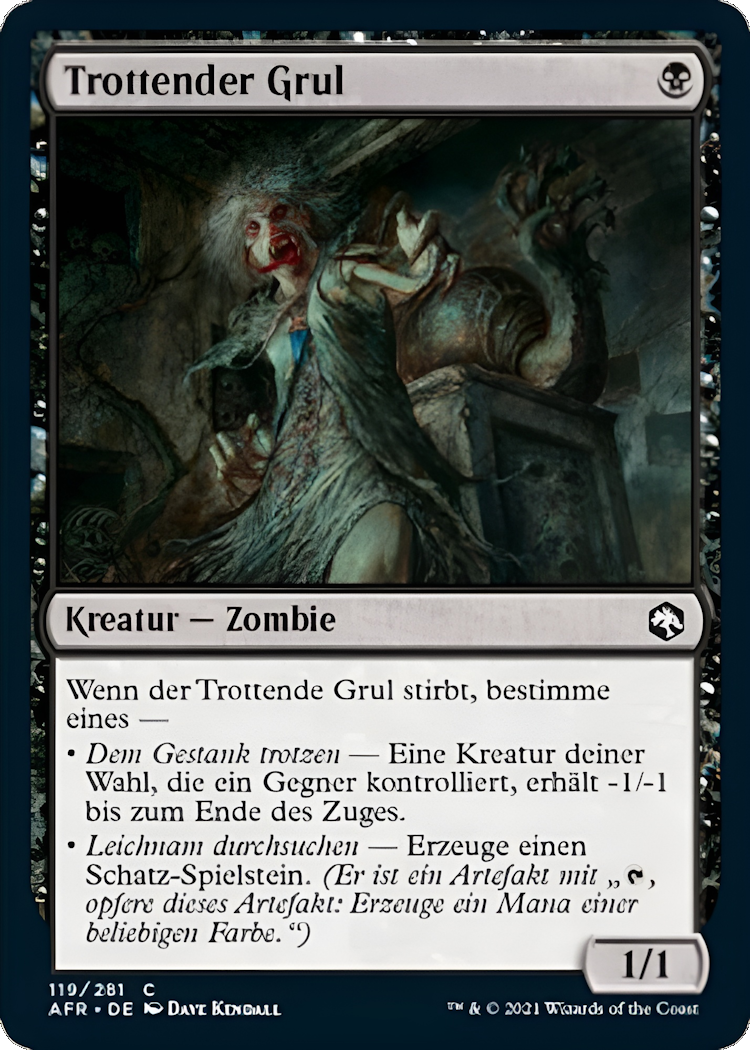 Trottender Grul
Kreatur — Zombie
Wenn der Trottende Grul stirbt, bestimme
eines —
• Dem Gestank trotzen — Eine Kreatur deiner
Wahl, die ein Gegner kontrolliert, erhält -1/-1
bis zum Ende des Zuges.
• Leichnam durchsuchen — Erzeuge einen
Schatz-Spielstein. (Er ist ein Artefakt mit „,
opfere dieses Artefakt: Erzeuge ein Mana einer
beliebigen Farbe.“)
1/1
119/281 C
AFR • DE Dave Kendall
™ & © 2021 Wizards of the Coast